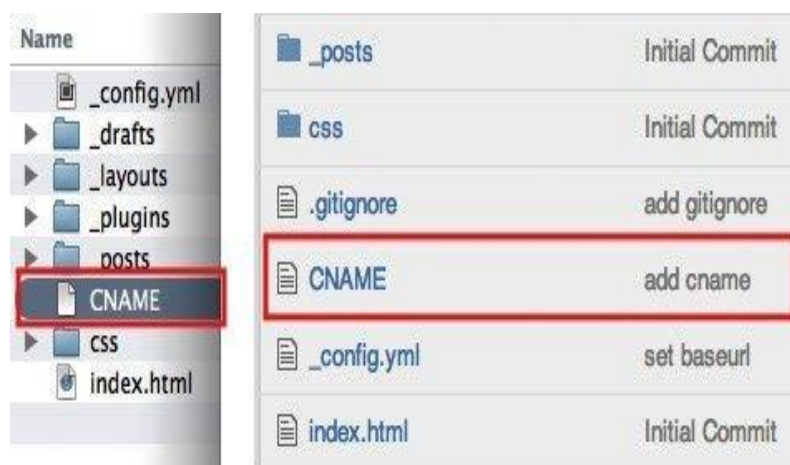 Name
_config.yml
_drafts
_layouts
_plugins
_posts
CNAME
css
index.html
_posts Initial Commit
css Initial Commit
.gitignore add gitignore
CNAME add cname
_config.yml set baseurl
index.html Initial Commit